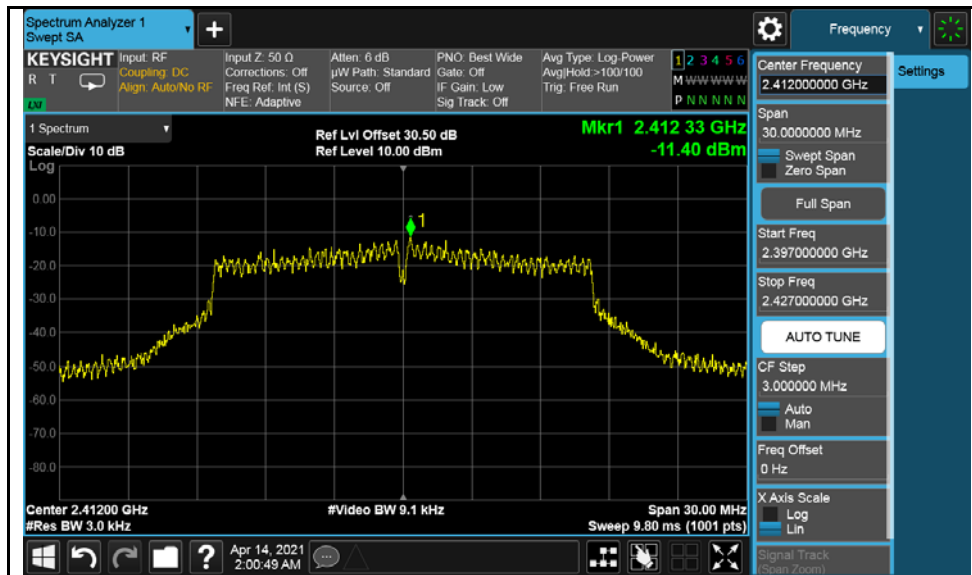 Spectrum Analyzer 1
Swept SA
+
Frequency
KEYSIGHT
R T
LXI
Input: RF
Coupling: DC
Align: Auto/No RF
Input Z: 50 Ω
Corrections: Off
Freq Ref: Int (S)
NFE: Adaptive
Atten: 6 dB
µW Path: Standard
Source: Off
PNO: Best Wide
Gate: Off
IF Gain: Low
Sig Track: Off
Avg Type: Log-Power
Avg|Hold:>100/100
Trig: Free Run
1 2 3 4 5 6
M W W W W W
P N N N N N
1 Spectrum
Scale/Div 10 dB
Log
Ref Lvl Offset 30.50 dB
Ref Level 10.00 dBm
Mkr1 2.412 33 GHz
-11.40 dBm
0.00
-10.0
-20.0
-30.0
-40.0
-50.0
-60.0
-70.0
-80.0
1
Center 2.41200 GHz
#Res BW 3.0 kHz
#Video BW 9.1 kHz
Span 30.00 MHz
Sweep 9.80 ms (1001 pts)
?
Apr 14, 2021
2:00:49 AM
Center Frequency
2.412000000 GHz
Span
30.0000000 MHz
Swept Span
Zero Span
Full Span
Start Freq
2.397000000 GHz
Stop Freq
2.427000000 GHz
AUTO TUNE
CF Step
3.000000 MHz
Auto
Man
Freq Offset
0 Hz
X Axis Scale
Log
Lin
Signal Track
(Span Zoom)
Settings